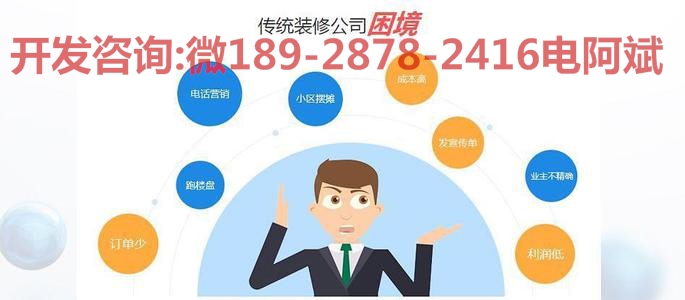 传统装修公司困境
开发咨询:微189-2878-2416电阿斌
成本高
电话营销
小区摆摊
发宣传单
业主不精确
跑楼盘
订单少
利润低